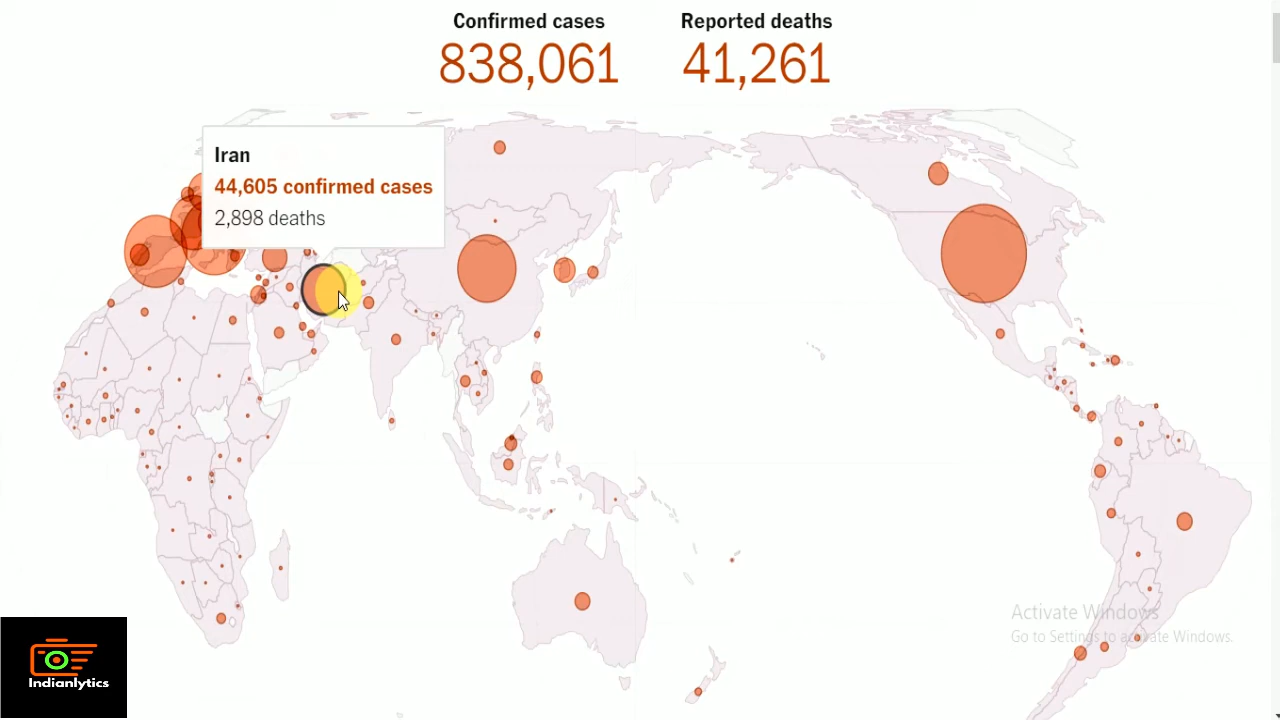 Confirmed cases
Reported deaths
838,061
41,261
Iran
44,605 confirmed cases
2,898 deaths
Activate Windows
Go to Settings to activate Windows.
Indianlytics